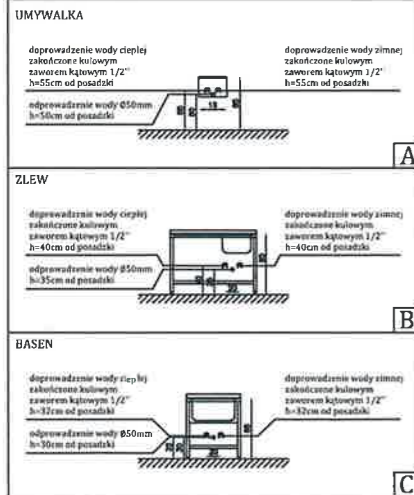 UMYWALKA
doprowadzenie wody ciepłej
zakończone kulowym
zaworem kątowym 1/2"
h=55cm od posadzki
odprowadzenie wody Ø50mm
h=50cm od posadzki
doprowadzenie wody zimnej
zakończone kulowym
zaworem kątowym 1/2"
h=55cm od posadzki
15
A
ZLEW
doprowadzenie wody ciepłej
zakończone kulowym
zaworem kątowym 1/2"
h=40cm od posadzki
odprowadzenie wody Ø50mm
h=35cm od posadzki
doprowadzenie wody zimnej
zakończone kulowym
zaworem kątowym 1/2"
h=40cm od posadzki
B
BASEN
doprowadzenie wody ciepłej
zakończone kulowym
zaworem kątowym 1/2"
h=32cm od posadzki
odprowadzenie wody Ø50mm
h=30cm od posadzki
doprowadzenie wody zimnej
zakończone kulowym
zaworem kątowym 1/2"
h=32cm od posadzki
C